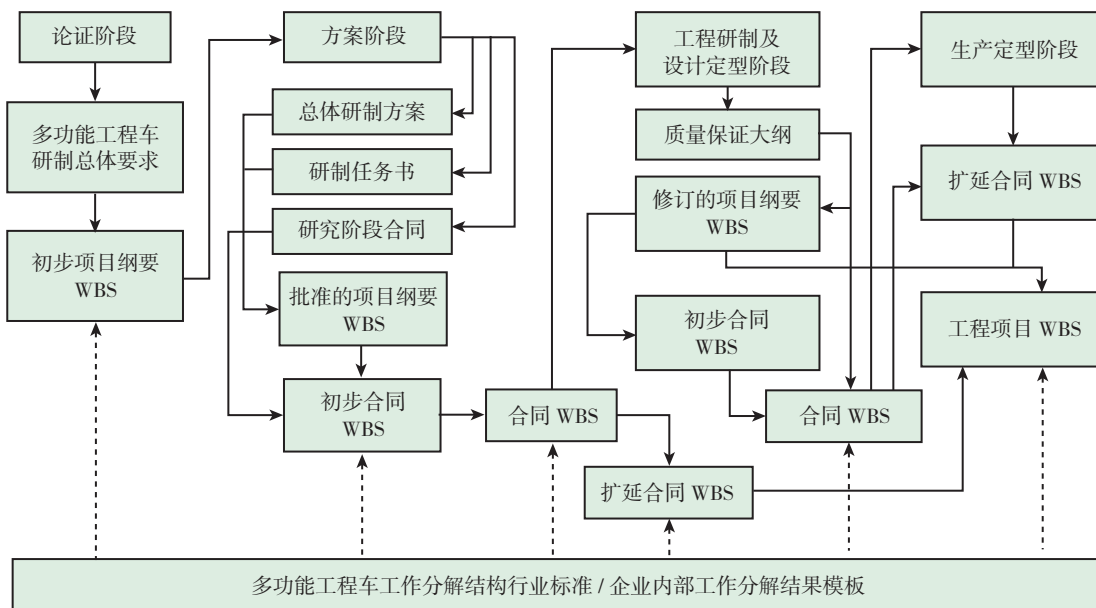 论证阶段
多功能工程车
研制总体要求
初步项目纲要
WBS
方案阶段
总体研制方案
研制任务书
研究阶段合同
批准的项目纲要
WBS
初步合同
WBS
合同 WBS
扩延合同 WBS
工程研制及
设计定型阶段
质量保证大纲
修订的项目纲要
WBS
初步合同
WBS
合同 WBS
生产定型阶段
扩延合同 WBS
工程项目 WBS
多功能工程车工作分解结构行业标准 / 企业内部工作分解结果模板